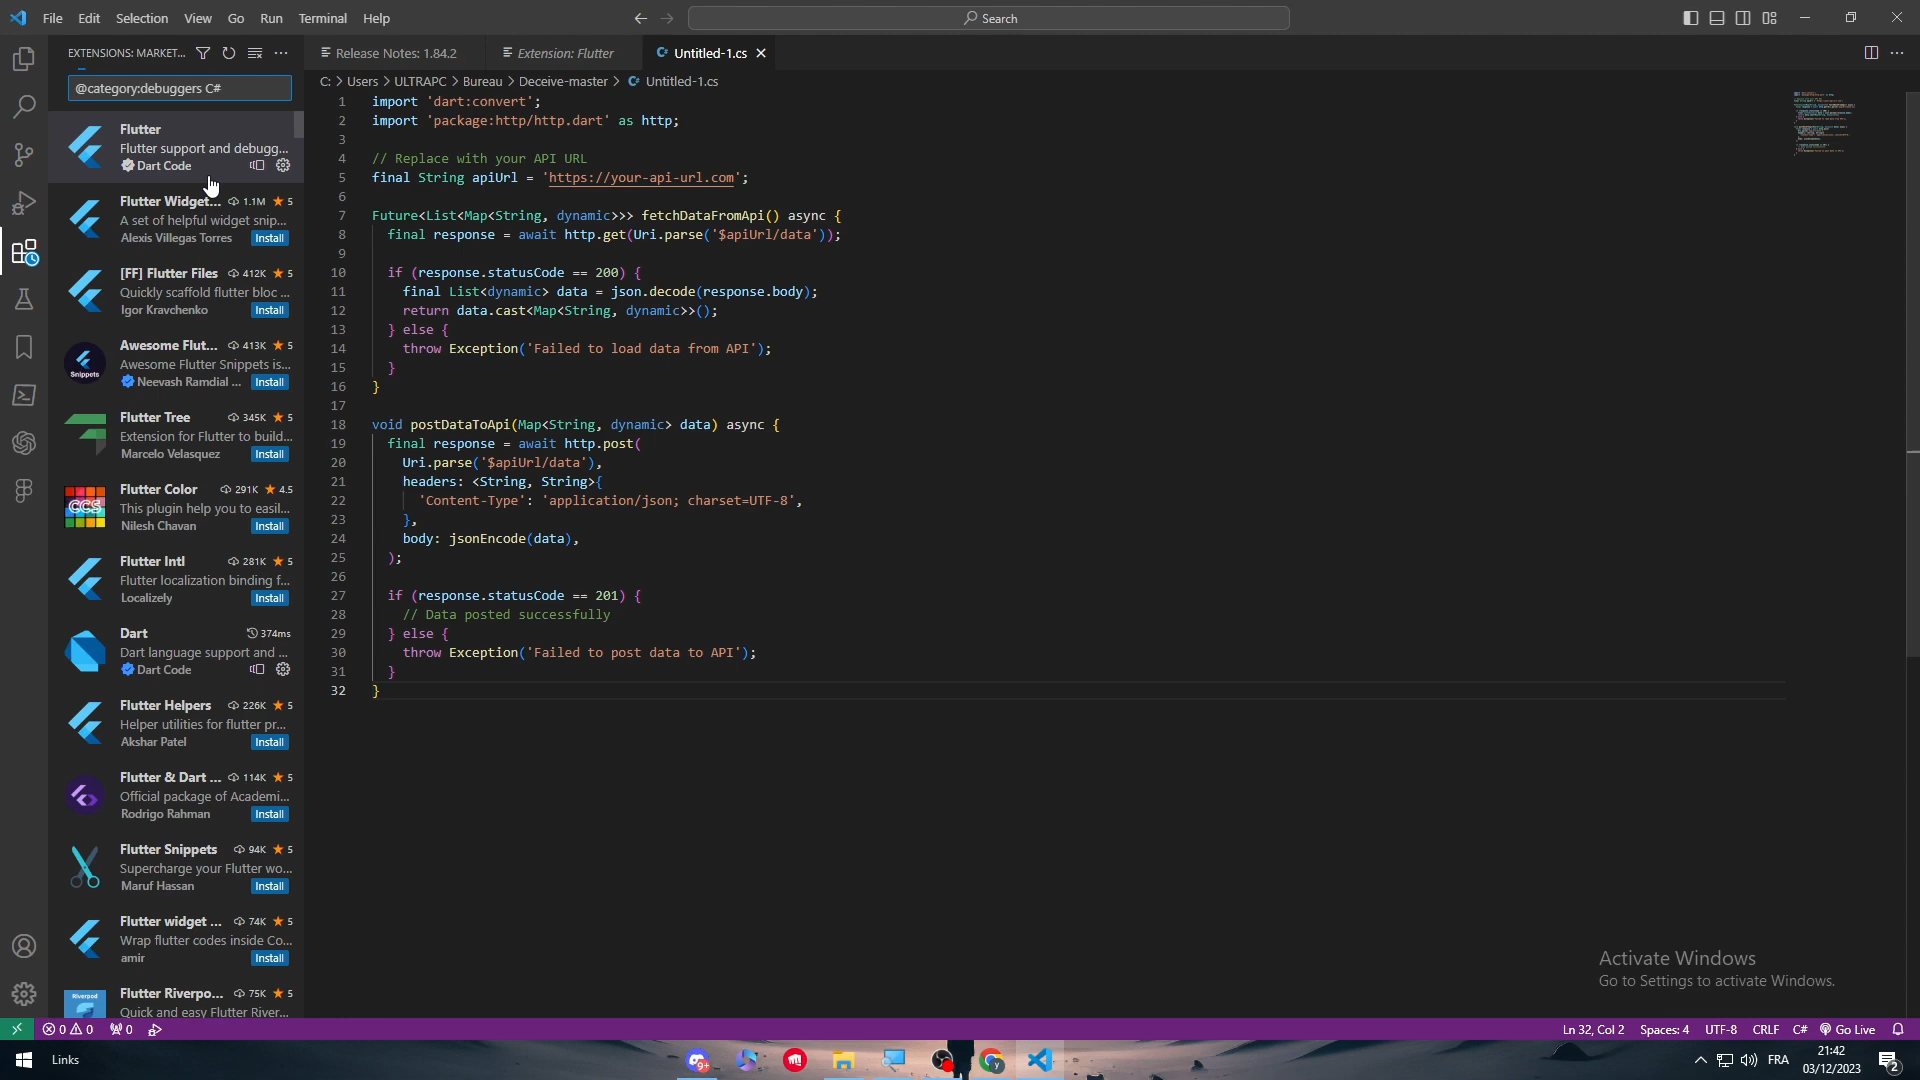 File Edit Selection View Go Run Terminal Help
Search
EXTENSIONS: MARKET...
@category:debuggers C#
Flutter
Flutter support and debugg...
Dart Code
Flutter Widget... 1.1M 5
A set of helpful widget snip...
Alexis Villegas Torres Install
[FF] Flutter Files 412K 5
Quickly scaffold flutter bloc ...
Igor Kravchenko Install
Snippets
Awesome Flut... 413K 5
Awesome Flutter Snippets is...
Neevash Ramdial ... Install
Flutter Tree 345K 5
Extension for Flutter to build...
Marcelo Velasquez Install
CCS
Flutter Color 291K 4.5
This plugin help you to easil...
Nilesh Chavan Install
Flutter Intl 281K 5
Flutter localization binding f...
Localizely Install
Dart 374ms
Dart language support and ...
Dart Code
Flutter Helpers 226K 5
Helper utilities for flutter pr...
Akshar Patel Install
Flutter & Dart ... 114K 5
Official package of Academi...
Rodrigo Rahman Install
Flutter Snippets 94K 5
Supercharge your Flutter wo...
Maruf Hassan Install
Flutter widget ... 74K 5
Wrap flutter codes inside Co...
amir Install
Riverpod
Flutter Riverpo... 75K 5
Quick and easy Flutter River...
Release Notes: 1.84.2 Extension: Flutter C# Untitled-1.cs
C: > Users > ULTRAPC > Bureau > Deceive-master > C# Untitled-1.cs
1 import 'dart:convert';
2 import 'package:http/http.dart' as http;
3
4 // Replace with your API URL
5 final String apiUrl = 'https://your-api-url.com';
6
7 Future<List<Map<String, dynamic>>> fetchDataFromApi() async {
8 final response = await http.get(Uri.parse('$apiUrl/data'));
9
10 if (response.statusCode == 200) {
11 final List<dynamic> data = json.decode(response.body);
12 return data.cast<Map<String, dynamic>>();
13 } else {
14 throw Exception('Failed to load data from API');
15 }
16 }
17
18 void postDataToApi(Map<String, dynamic> data) async {
19 final response = await http.post(
20 Uri.parse('$apiUrl/data'),
21 headers: <String, String>{
22 'Content-Type': 'application/json; charset=UTF-8',
23 },
24 body: jsonEncode(data),
25 );
26
27 if (response.statusCode == 201) {
28 // Data posted successfully
29 } else {
30 throw Exception('Failed to post data to API');
31 }
32 }
Activate Windows
Go to Settings to activate Windows.
0 0 0
Ln 32, Col 2 Spaces: 4 UTF-8 CRLF C# Go Live
Links
9+
FRA
21:42
03/12/2023
2